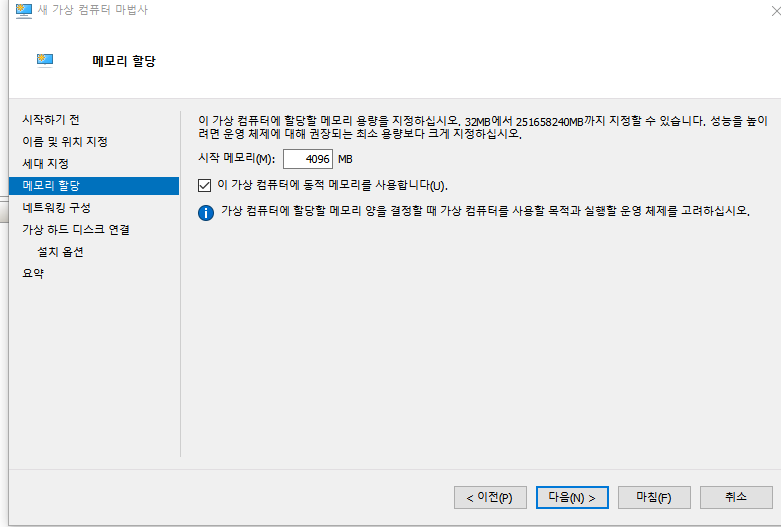 새 가상 컴퓨터 마법사
메모리 할당
시작하기 전
이름 및 위치 지정
세대 지정
메모리 할당
네트워킹 구성
가상 하드 디스크 연결
설치 옵션
요약
이 가상 컴퓨터에 할당할 메모리 용량을 지정하십시오. 32MB에서 251658240MB까지 지정할 수 있습니다. 성능을 높이
려면 운영 체제에 대해 권장되는 최소 용량보다 크게 지정하십시오.
시작 메모리(M): 4096 MB
이 가상 컴퓨터에 동적 메모리를 사용합니다(U).
가상 컴퓨터에 할당할 메모리 양을 결정할 때 가상 컴퓨터를 사용할 목적과 실행할 운영 체제를 고려하십시오.
< 이전(P) 다음(N) > 마침(F) 취소